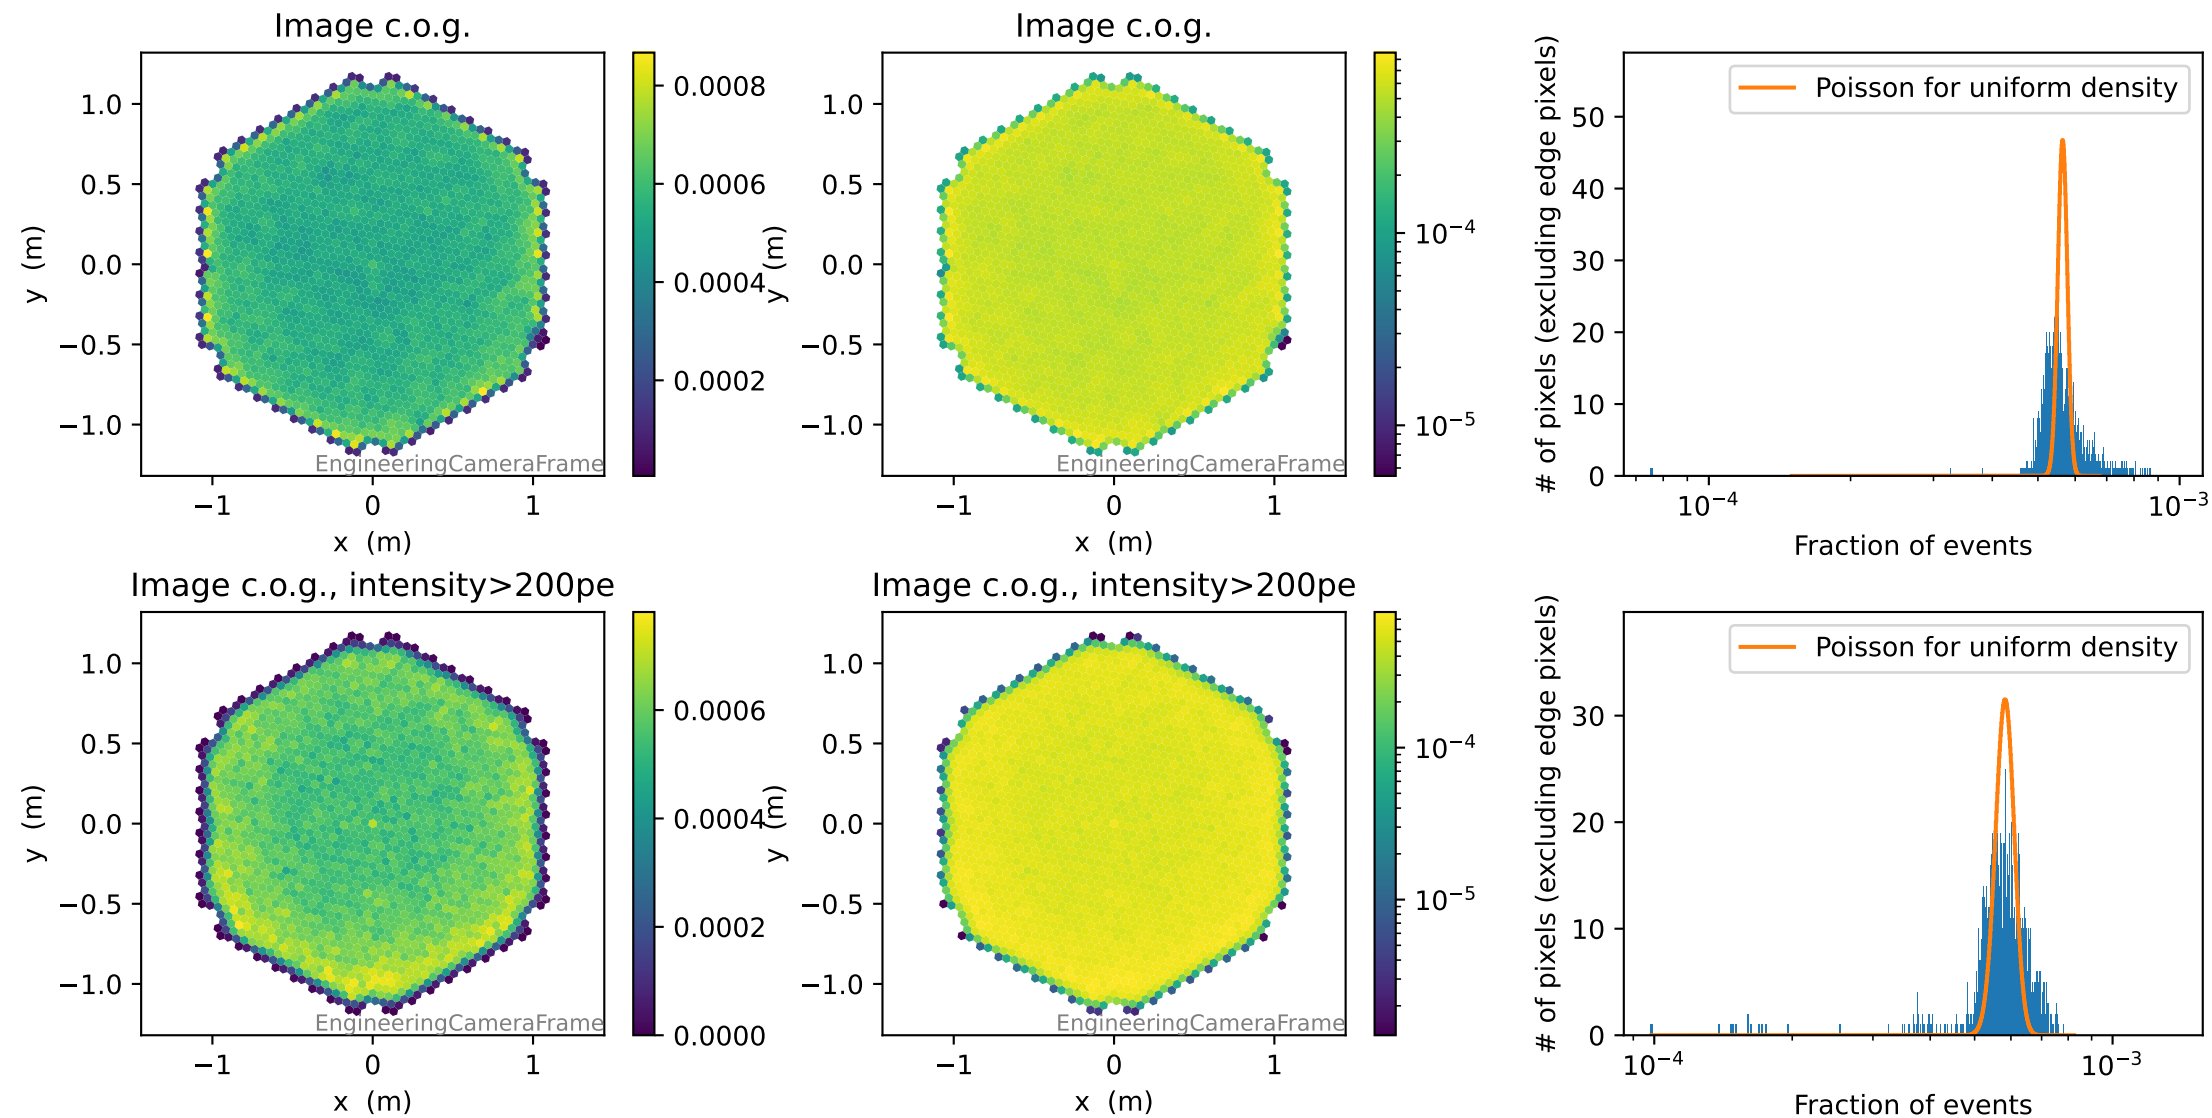 Image c.o.g.
y (m)
1.0
0.5
0.0
−0.5
−1.0
−1
0
1
x (m)
EngineeringCameraFrame
0.0008
0.0006
0.0004
0.0002
Image c.o.g.
y (m)
1.0
0.5
0.0
−0.5
−1.0
−1
0
1
x (m)
EngineeringCameraFrame
10⁻⁴
10⁻⁵
# of pixels (excluding edge pixels)
50
40
30
20
10
0
Poisson for uniform density
10⁻⁴
10⁻³
Fraction of events
Image c.o.g., intensity>200pe
y (m)
1.0
0.5
0.0
−0.5
−1.0
−1
0
1
x (m)
EngineeringCameraFrame
0.0006
0.0004
0.0002
0.0000
Image c.o.g., intensity>200pe
y (m)
1.0
0.5
0.0
−0.5
−1.0
−1
0
1
x (m)
EngineeringCameraFrame
10⁻⁴
10⁻⁵
# of pixels (excluding edge pixels)
30
20
10
0
Poisson for uniform density
10⁻⁴
10⁻³
Fraction of events